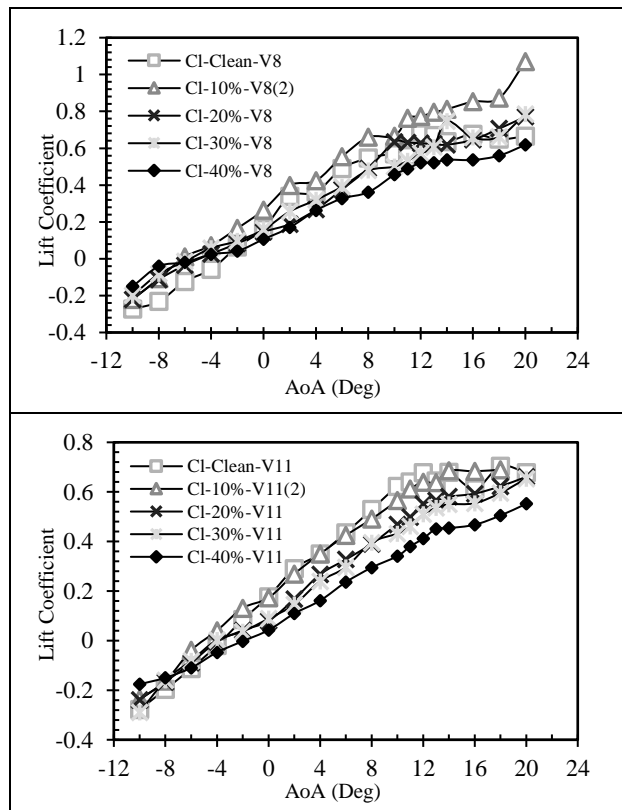 1.2
1
0.8
0.6
0.4
0.2
0
-0.2
-0.4
Lift Coefficient
Cl-Clean-V8
Cl-10%-V8(2)
Cl-20%-V8
Cl-30%-V8
Cl-40%-V8
-12 -8 -4 0 4 8 12 16 20 24
AoA (Deg)
0.8
0.6
0.4
0.2
0
-0.2
-0.4
Lift Coefficient
Cl-Clean-V11
Cl-10%-V11(2)
Cl-20%-V11
Cl-30%-V11
Cl-40%-V11
-12 -8 -4 0 4 8 12 16 20 24
AoA (Deg)